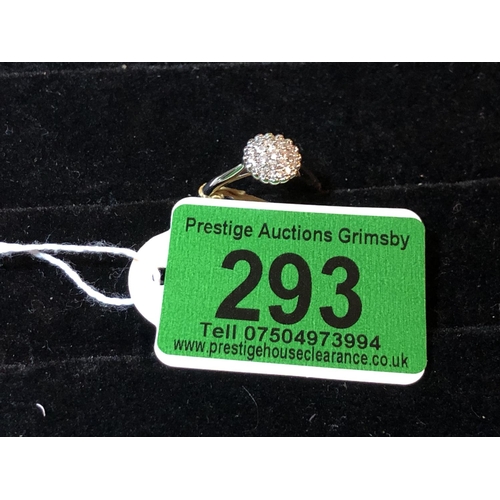 Prestige Auctions Grimsby
293
Tell 07504973994
www.prestigehouseclearance.co.uk